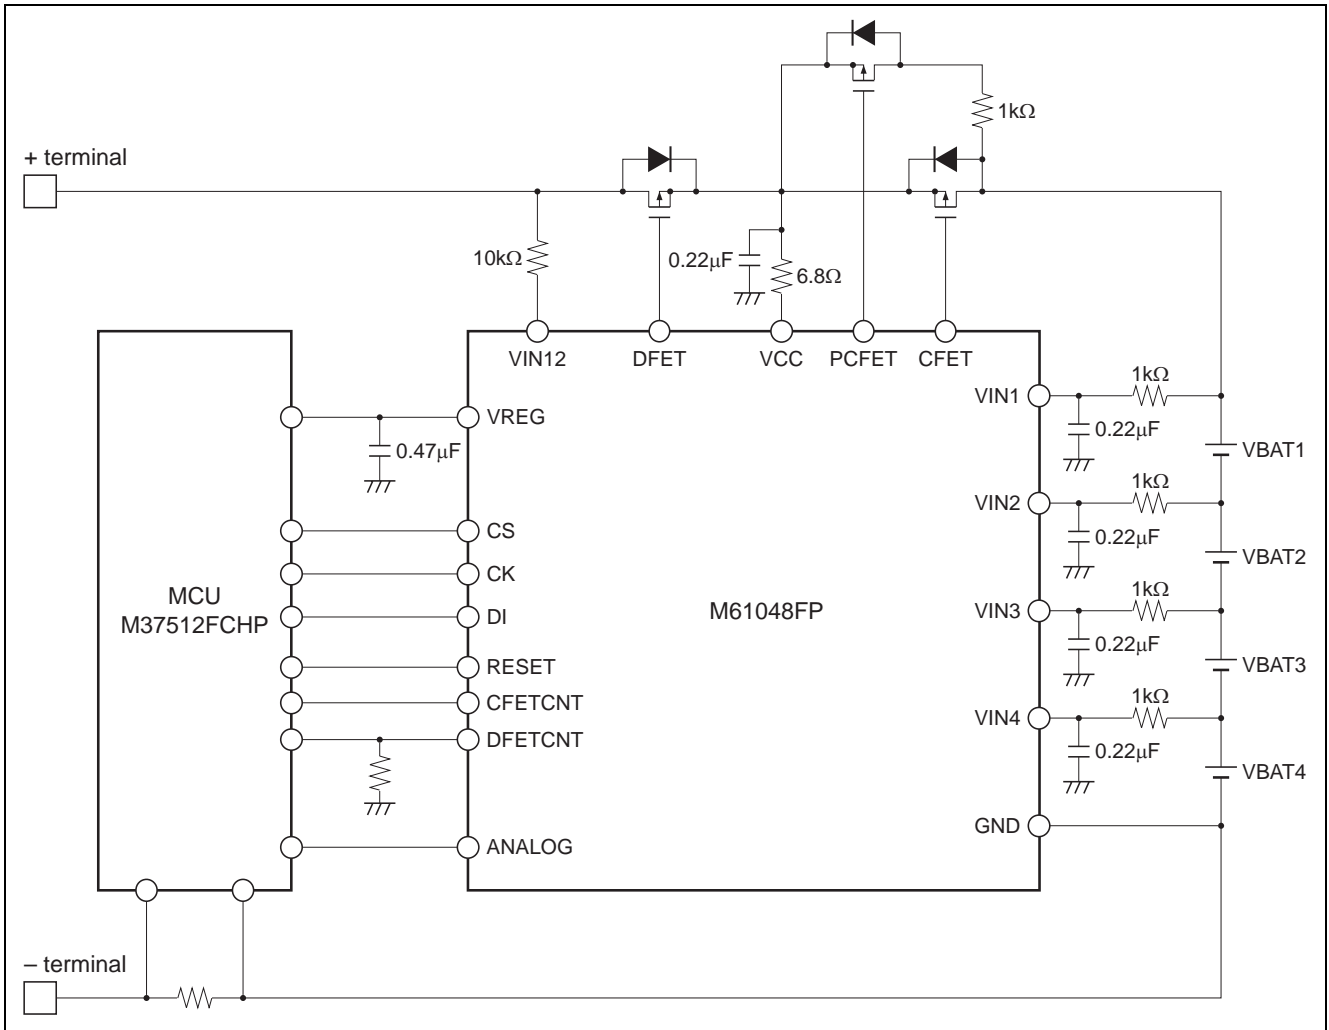 1kΩ
+ terminal
10kΩ
0.22μF
6.8Ω
VIN12
DFET
VCC
PCFET
CFET
VIN1
1kΩ
0.22μF
VBAT1
VREG
0.47μF
VIN2
1kΩ
0.22μF
VBAT2
CS
CK
DI
MCU
M37512FCHP
M61048FP
VIN3
1kΩ
0.22μF
VBAT3
RESET
CFETCNT
DFETCNT
VIN4
1kΩ
0.22μF
VBAT4
GND
ANALOG
– terminal